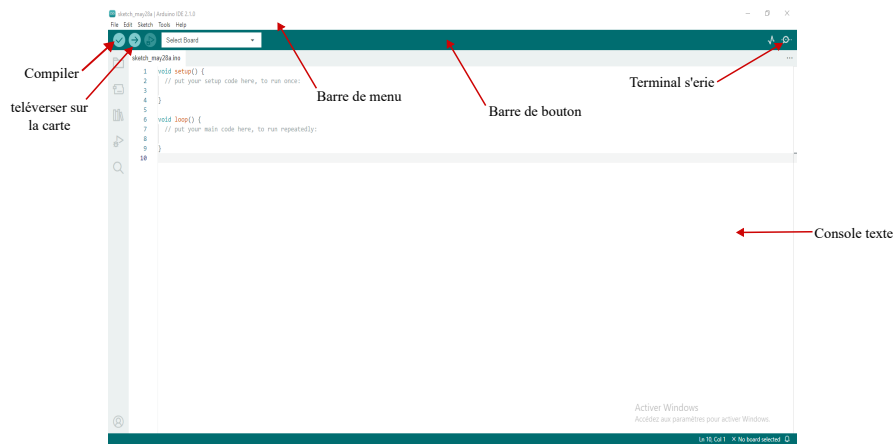 sketch_may28a | Arduino IDE 2.1.0
File Edit Sketch Tools Help
Select Board
sketch_may28a.ino
1 void setup() {
2 // put your setup code here, to run once:
3
4 }
5
6 void loop() {
7 // put your main code here, to run repeatedly:
8
9 }
10
Compiler
teléverser sur
la carte
Barre de menu
Barre de bouton
Terminal s'erie
Console texte
Activer Windows
Accédez aux paramètres pour activer Windows.
Ln 10, Col 1 × No board selected